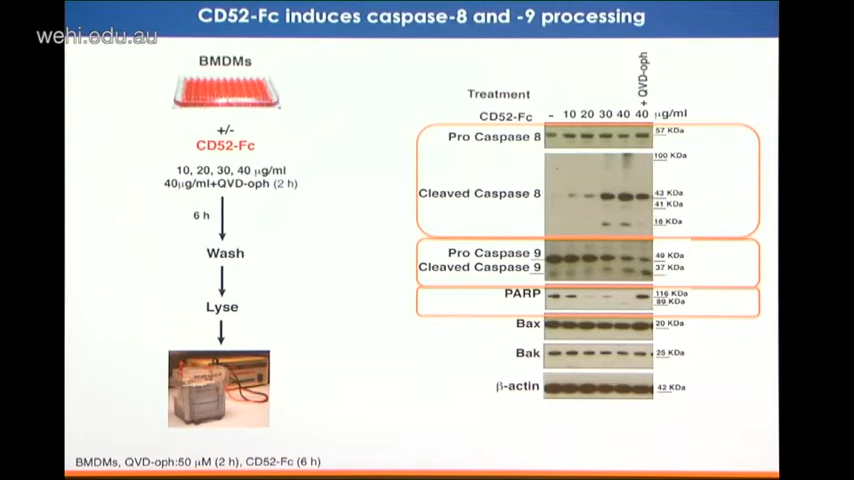 CD52-Fc induces caspase-8 and -9 processing
wehi.edu.au
BMDMs
+/-
CD52-Fc
10, 20, 30, 40 µg/ml
40µg/ml+QVD-oph (2 h)
6 h
Wash
Lyse
BMDMs, QVD-oph:50 µM (2 h), CD52-Fc (6 h)
Treatment
+ QVD-oph
CD52-Fc - 10 20 30 40 40 µg/ml
Pro Caspase 8 57 KDa
100 KDa
Cleaved Caspase 8 43 KDa
41 KDa
18 KDa
Pro Caspase 9 49 KDa
Cleaved Caspase 9 37 KDa
PARP 116 KDa
89 KDa
Bax 20 KDa
Bak 25 KDa
β-actin 42 KDa